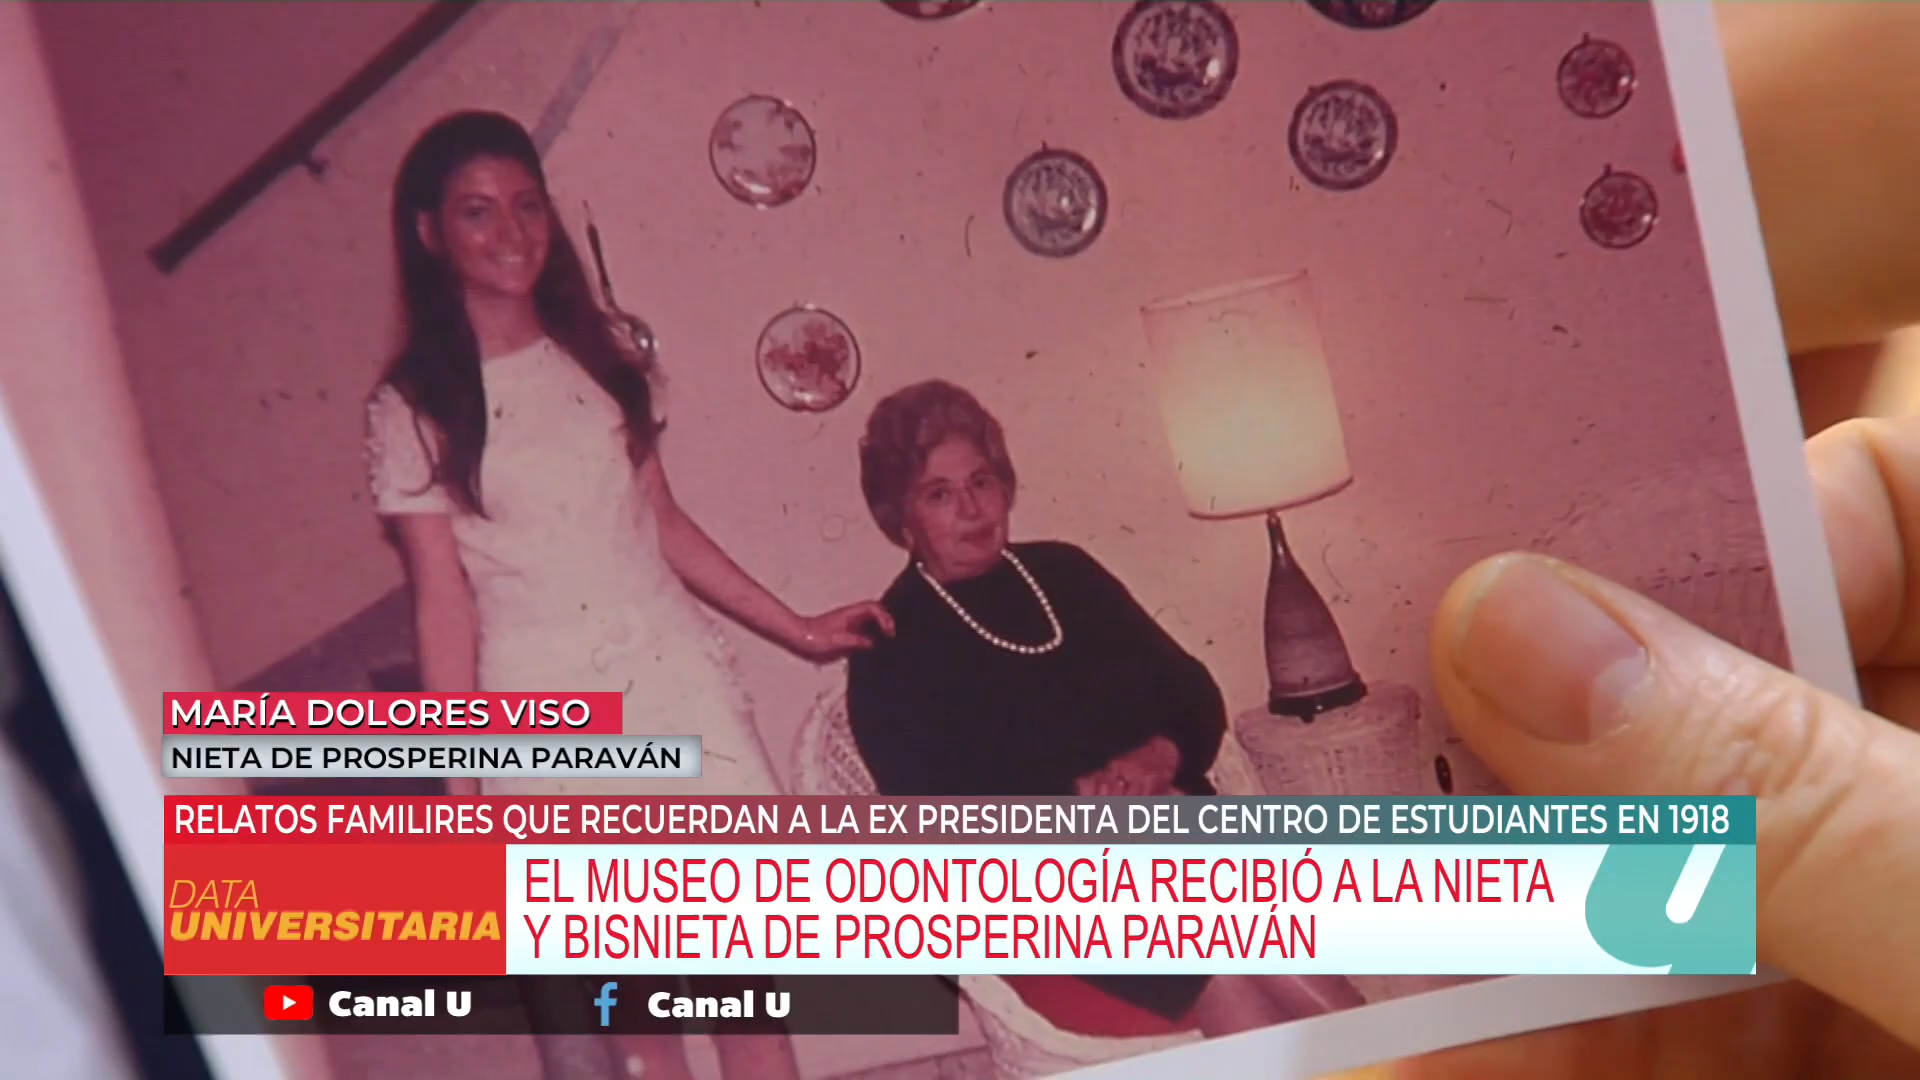 MARÍA DOLORES VISO
NIETA DE PROSPERINA PARAVÁN
RELATOS FAMILIRES QUE RECUERDAN A LA EX PRESIDENTA DEL CENTRO DE ESTUDIANTES EN 1918
DATA
UNIVERSITARIA
EL MUSEO DE ODONTOLOGÍA RECIBIÓ A LA NIETA
Y BISNIETA DE PROSPERINA PARAVÁN
Canal U
Canal U